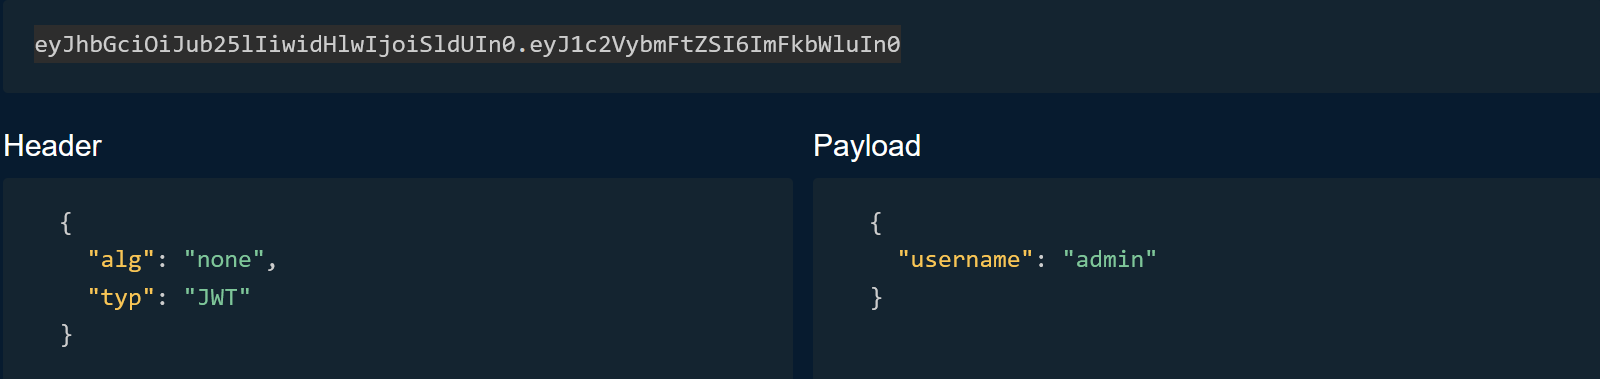 eyJhbGciOiJub25lIiwidHlwIjoiSldUIn0.eyJ1c2VybmFtZSI6ImFkbWluIn0
Header
{
"alg": "none",
"typ": "JWT"
}
Payload
{
"username": "admin"
}